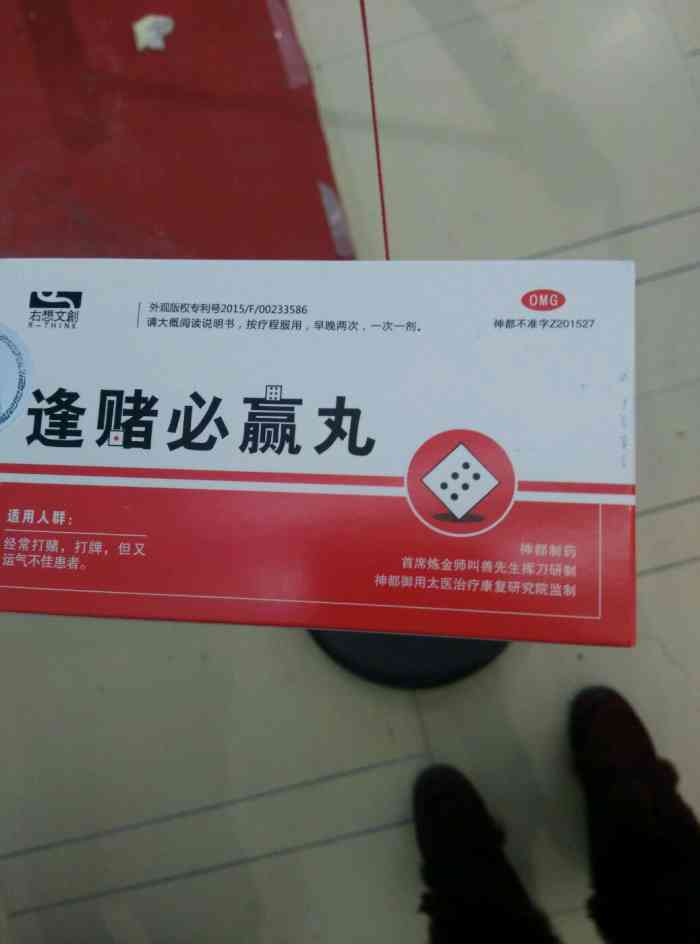 右想文創
R-THINK
外观版权专利号2015/F/00233586
请大概阅读说明书，按疗程服用，早晚两次，一次一剂。
OMG
神都不准字Z201527
逢赌必赢丸
适用人群：
经常打赌，打牌，但又
运气不佳患者。
神都制药
首席炼金师叫兽先生挥刀研制
神都御用太医治疗康复研究院监制